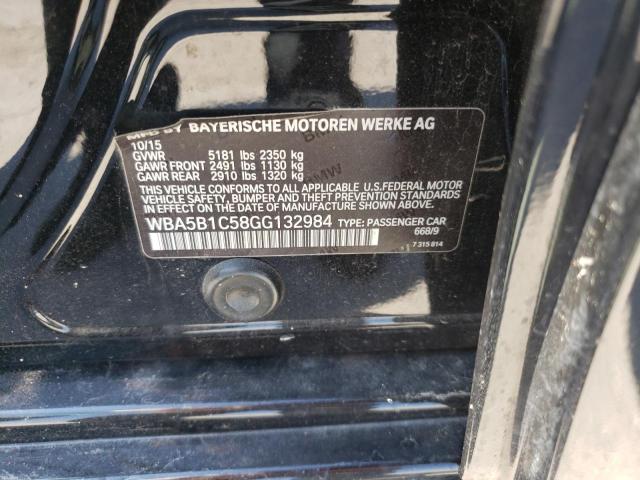 MFD BY BAYERISCHE MOTOREN WERKE AG
10/15
GVWR 5181 lbs 2350 kg
GAWR FRONT 2491 lbs 1130 kg
GAWR REAR 2910 lbs 1320 kg
THIS VEHICLE CONFORMS TO ALL APPLICABLE U.S.FEDERAL MOTOR
VEHICLE SAFETY, BUMPER, AND THEFT PREVENTION STANDARDS
IN EFFECT ON THE DATE OF MANUFACTURE SHOWN ABOVE.
WBA5B1C58GG132984 TYPE: PASSENGER CAR
668/9
7 315 814